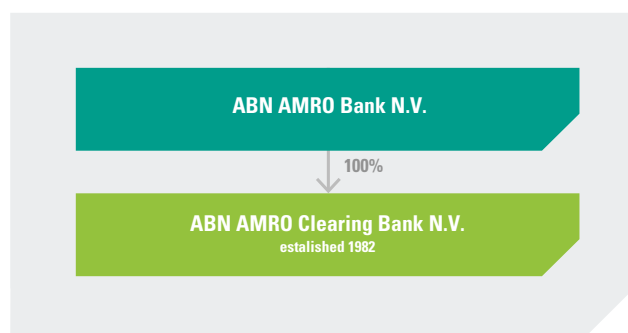 ABN AMRO Bank N.V.
100%
ABN AMRO Clearing Bank N.V.
estalished 1982